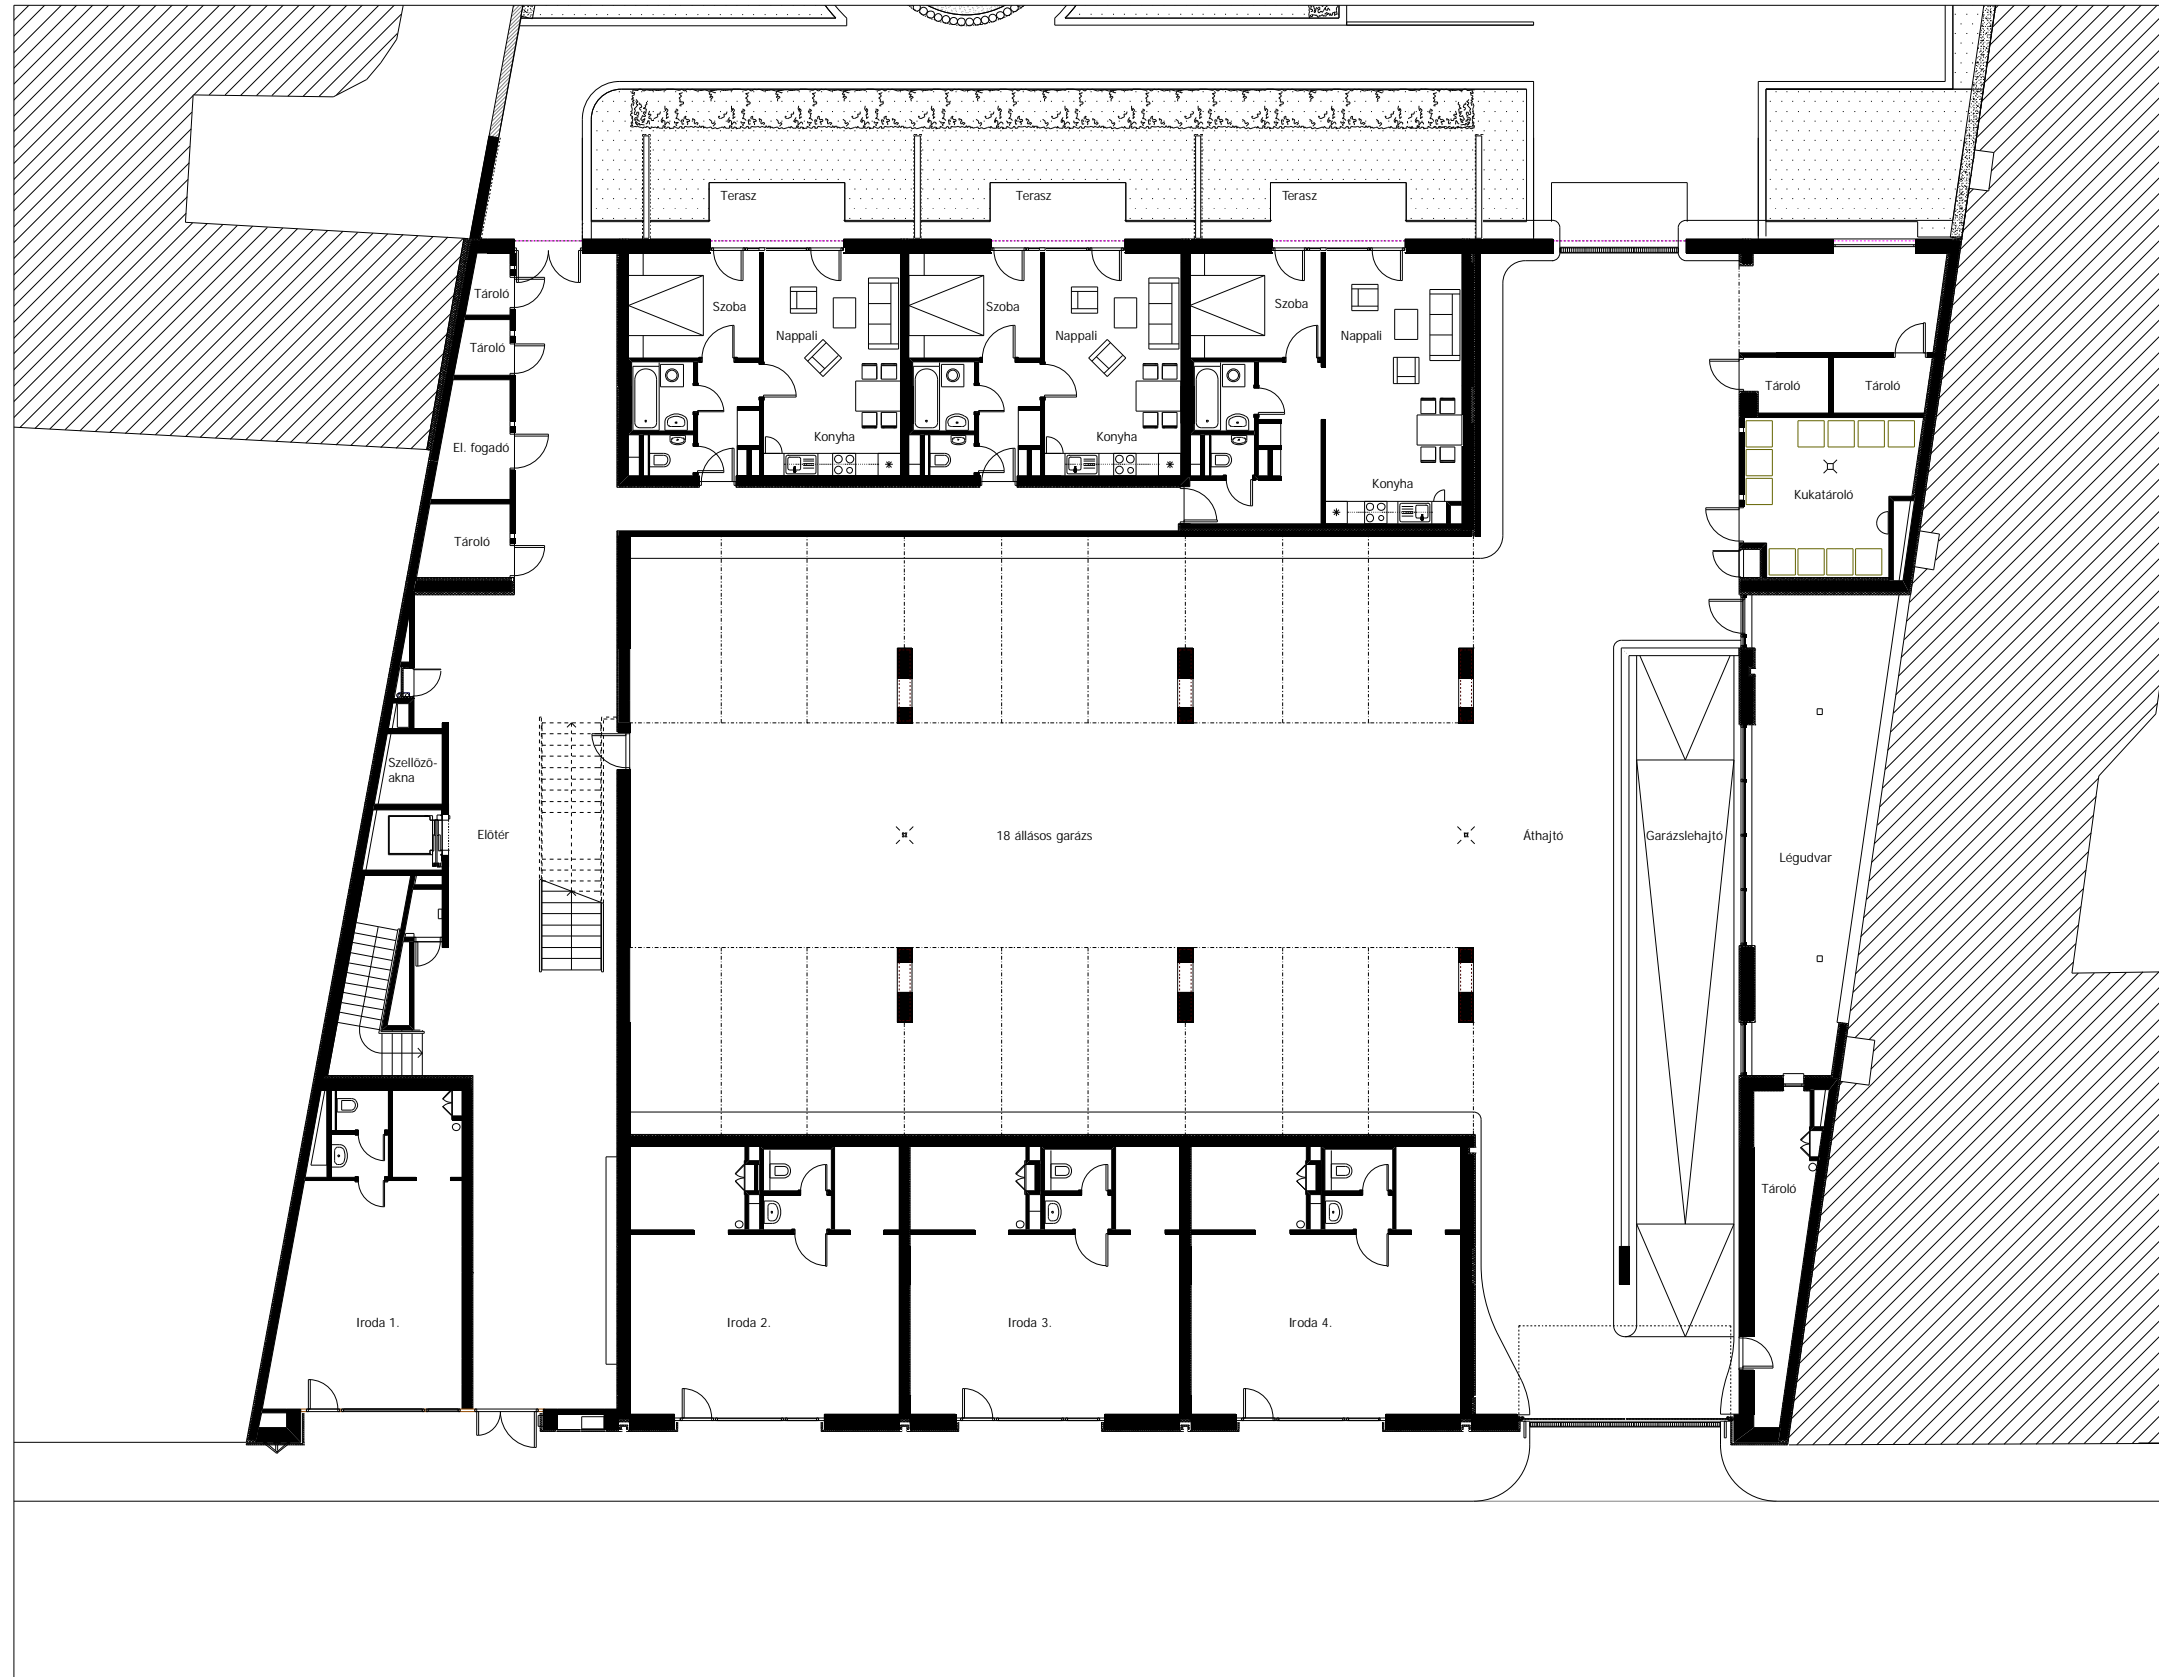 Terasz
Terasz
Terasz
Tároló
Szoba
Szoba
Szoba
Nappali
Nappali
Nappali
Tároló
Tároló
Tároló
El. fogadó
Konyha
Konyha
Konyha
Kukatároló
Tároló
Szellőző-
akna
Előtér
18 állásos garázs
Áthajtó
Garázslehajtó
Légudvar
Tároló
Iroda 1.
Iroda 2.
Iroda 3.
Iroda 4.